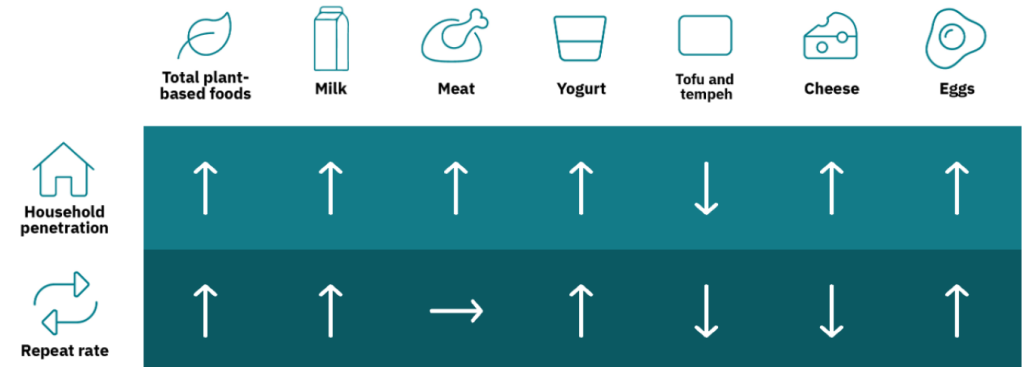 Total plant-
based foods
Milk
Meat
Yogurt
Tofu and
tempeh
Cheese
Eggs
Household
penetration
Repeat rate